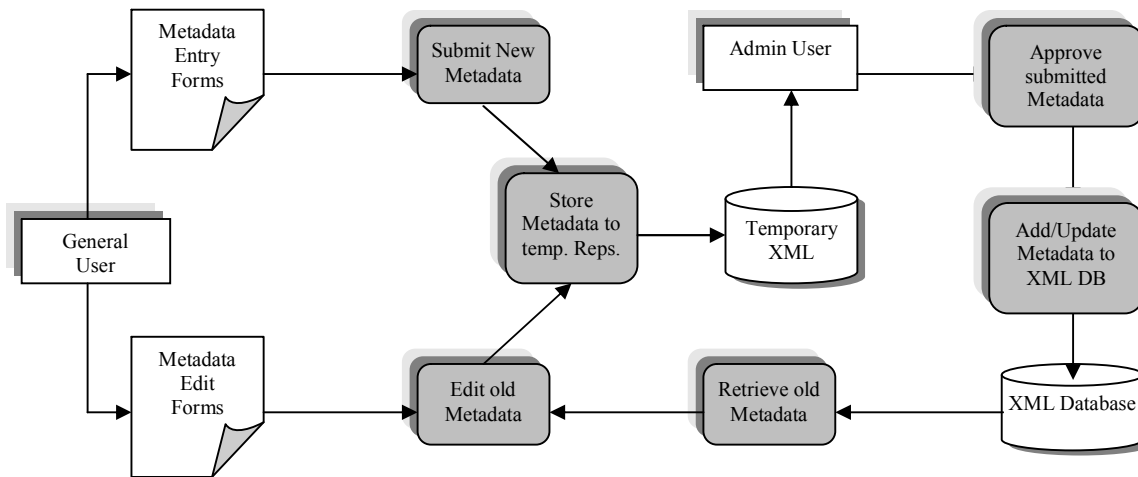 Metadata
Entry
Forms
Submit New
Metadata
Admin User
Approve
submitted
Metadata
General
User
Store
Metadata to
temp. Reps.
Temporary
XML
Add/Update
Metadata to
XML DB
Metadata
Edit
Forms
Edit old
Metadata
Retrieve old
Metadata
XML Database